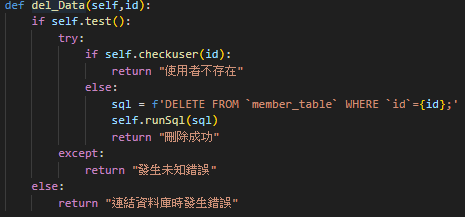 def del_Data(self,id):
    if self.test():
        try:
            if self.checkuser(id):
                return "使用者不存在"
            else:
                sql = f'DELETE FROM `member_table` WHERE `id`={id};'
                self.runSql(sql)
                return "刪除成功"
        except:
            return "發生未知錯誤"
    else:
        return "連結資料庫時發生錯誤"